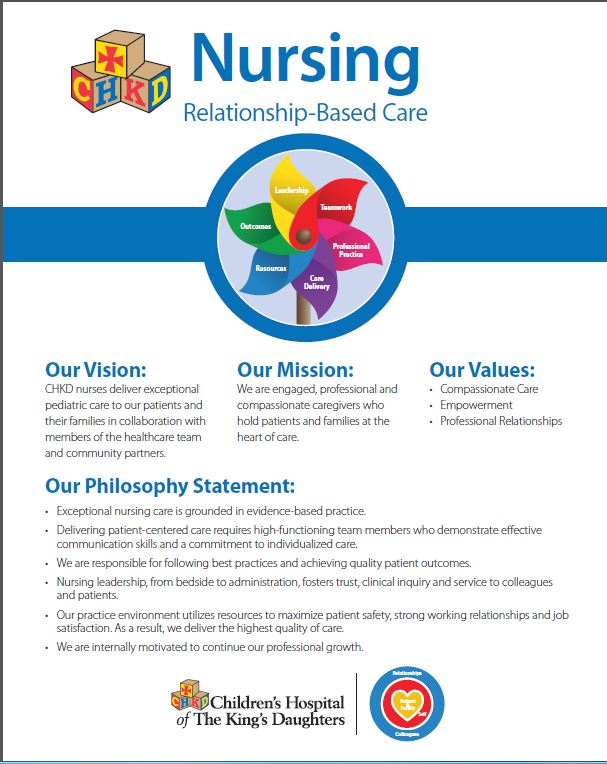 CHKD
Nursing
Relationship-Based Care
Leadership
Teamwork
Outcomes
Professional
Practice
Resources
Care
Delivery
Our Vision:
CHKD nurses deliver exceptional
pediatric care to our patients and
their families in collaboration with
members of the healthcare team
and community partners.
Our Mission:
We are engaged, professional and
compassionate caregivers who
hold patients and families at the
heart of care.
Our Values:
• Compassionate Care
• Empowerment
• Professional Relationships
Our Philosophy Statement:
• Exceptional nursing care is grounded in evidence-based practice.
• Delivering patient-centered care requires high-functioning team members who demonstrate effective
communication skills and a commitment to individualized care.
• We are responsible for following best practices and achieving quality patient outcomes.
• Nursing leadership, from bedside to administration, fosters trust, clinical inquiry and service to colleagues
and patients.
• Our practice environment utilizes resources to maximize patient safety, strong working relationships and job
satisfaction. As a result, we deliver the highest quality of care.
• We are internally motivated to continue our professional growth.
CHKD
Children's Hospital
of The King's Daughters
Relationships
Patient
&
Family
Self
Colleagues